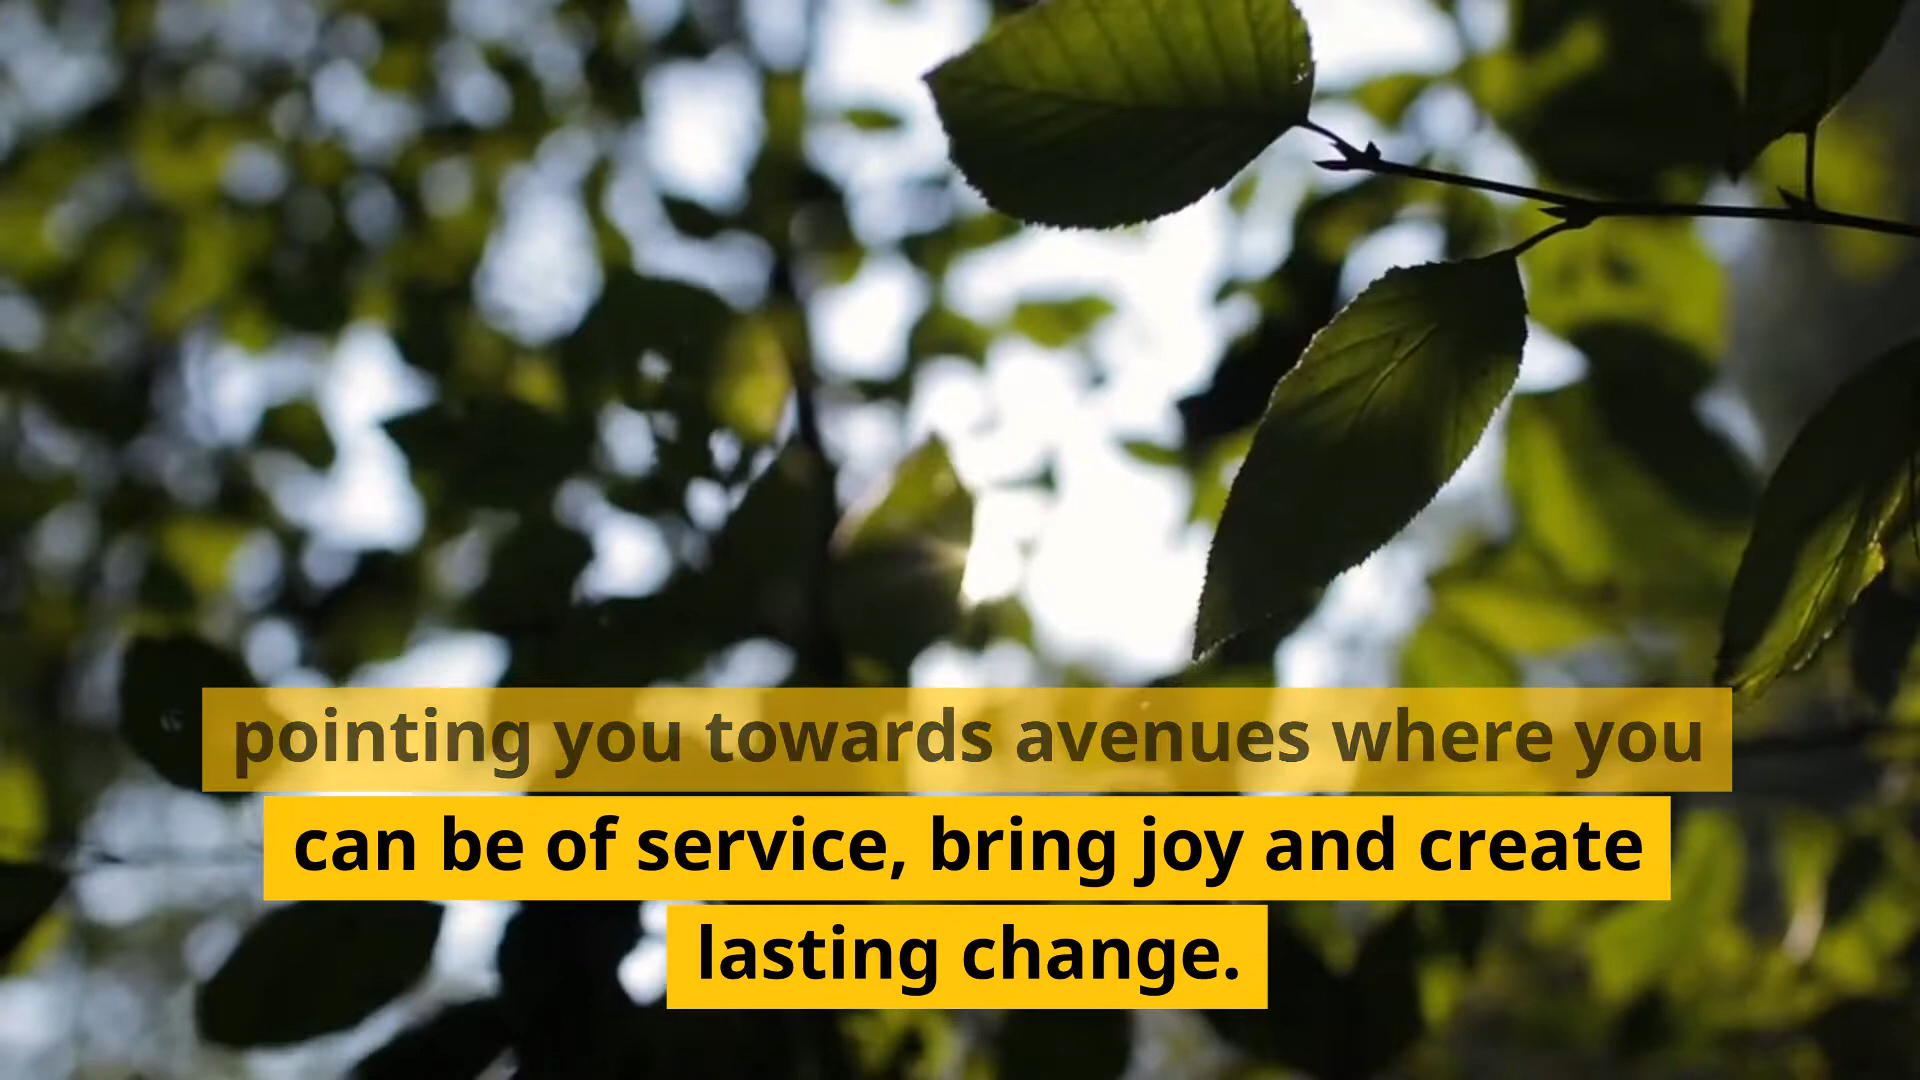 pointing you towards avenues where you
can be of service, bring joy and create
lasting change.